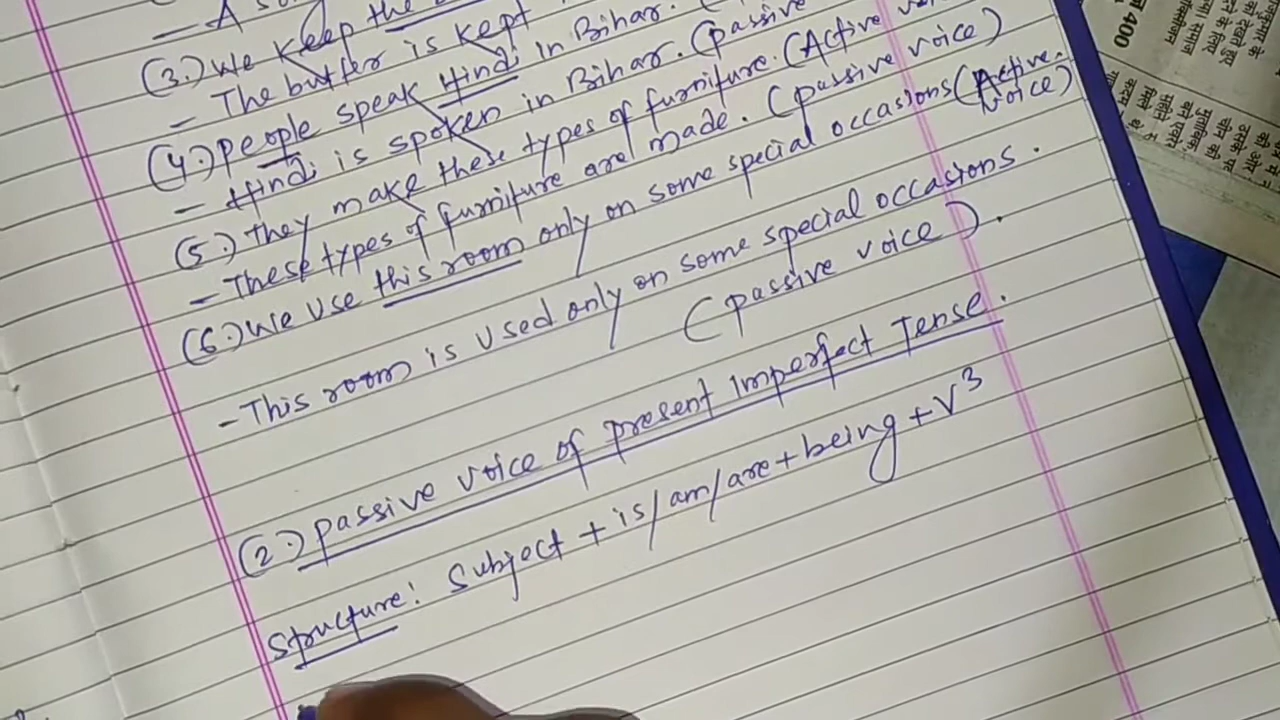 - A
(3.) We keep the
- The butter is kept
(4.) people speak Hindi in Bihar.
- Hindi is spoken in Bihar. (passive
(5.) They make these types of furniture. (Active
- These types of furniture are made. (passive voice)
(6.) We use this room only on some special occasions (Active voice)
- This room is used only on some special occasions.
(passive voice).
(2.) passive voice of present Imperfect Tense.
Structure: Subject + is/am/are + being + V3
400